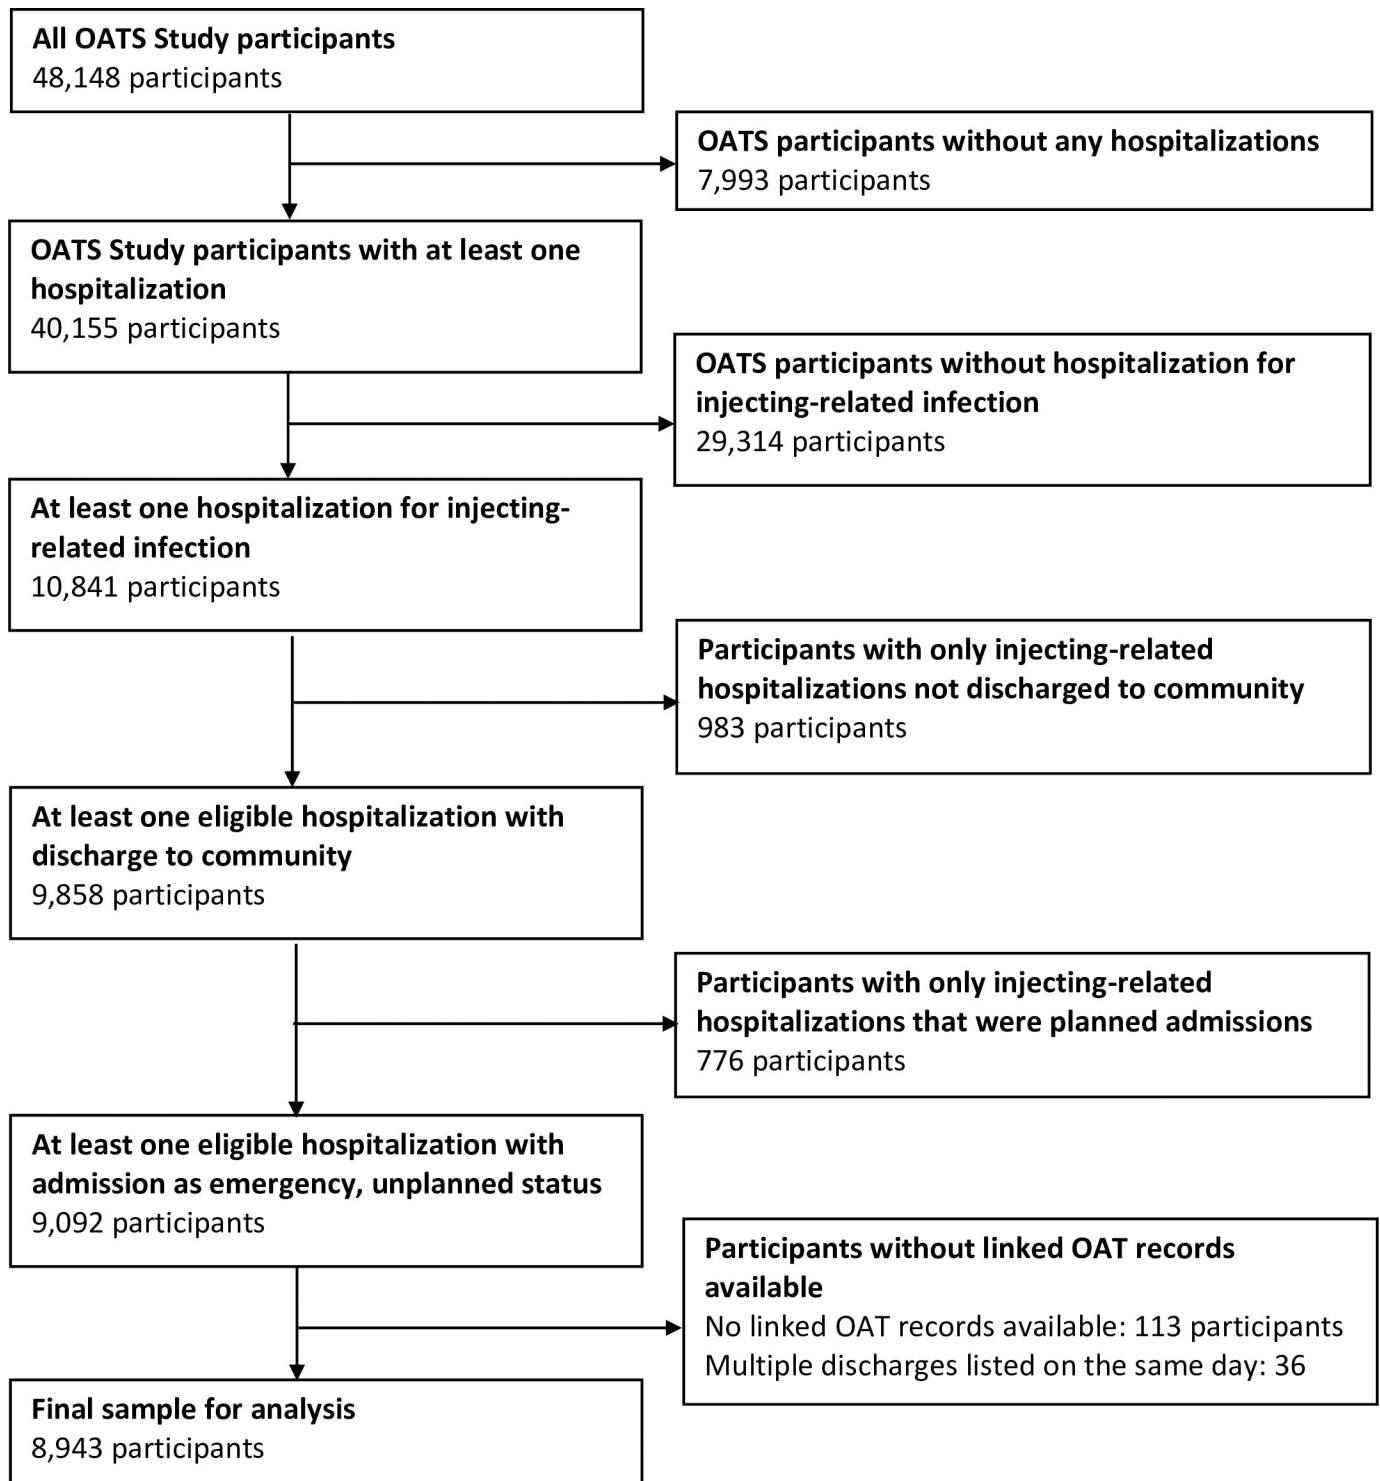 All OATS Study participants
48,148 participants
OATS participants without any hospitalizations
7,993 participants
OATS Study participants with at least one
hospitalization
40,155 participants
OATS participants without hospitalization for
injecting-related infection
29,314 participants
At least one hospitalization for injecting-
related infection
10,841 participants
Participants with only injecting-related
hospitalizations not discharged to community
983 participants
At least one eligible hospitalization with
discharge to community
9,858 participants
Participants with only injecting-related
hospitalizations that were planned admissions
776 participants
At least one eligible hospitalization with
admission as emergency, unplanned status
9,092 participants
Participants without linked OAT records
available
No linked OAT records available: 113 participants
Multiple discharges listed on the same day: 36
Final sample for analysis
8,943 participants